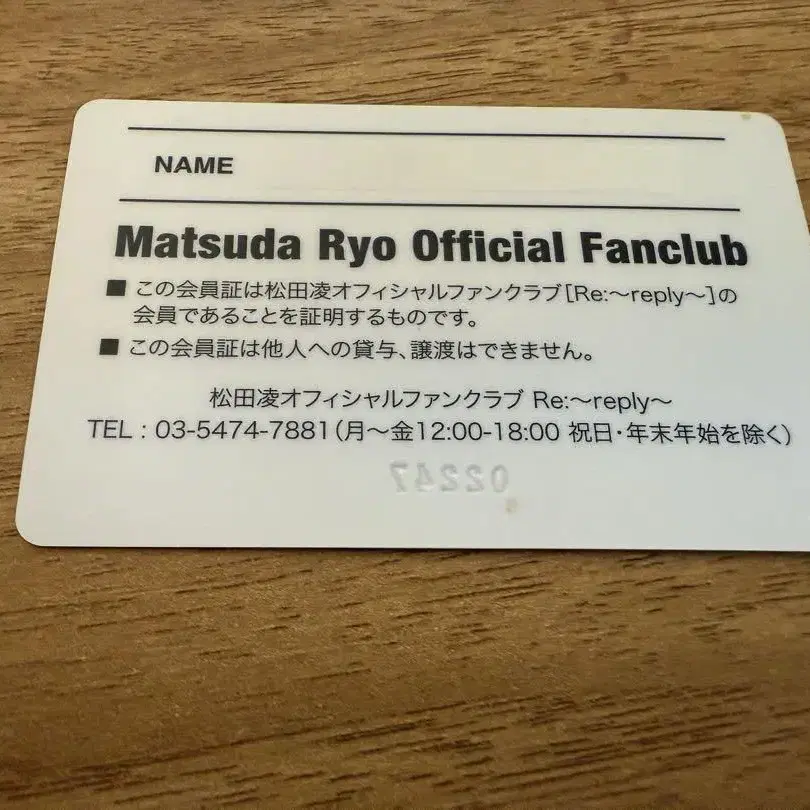 NAME
Matsuda Ryo Official Fanclub
■ この会員証は松田凌オフィシャルファンクラブ[Re:～reply～]の
会員であることを証明するものです。
■ この会員証は他人への貸与、譲渡はできません。
松田凌オフィシャルファンクラブ Re:～reply～
TEL : 03-5474-7881(月～金12:00-18:00 祝日･年末年始を除く)
02247